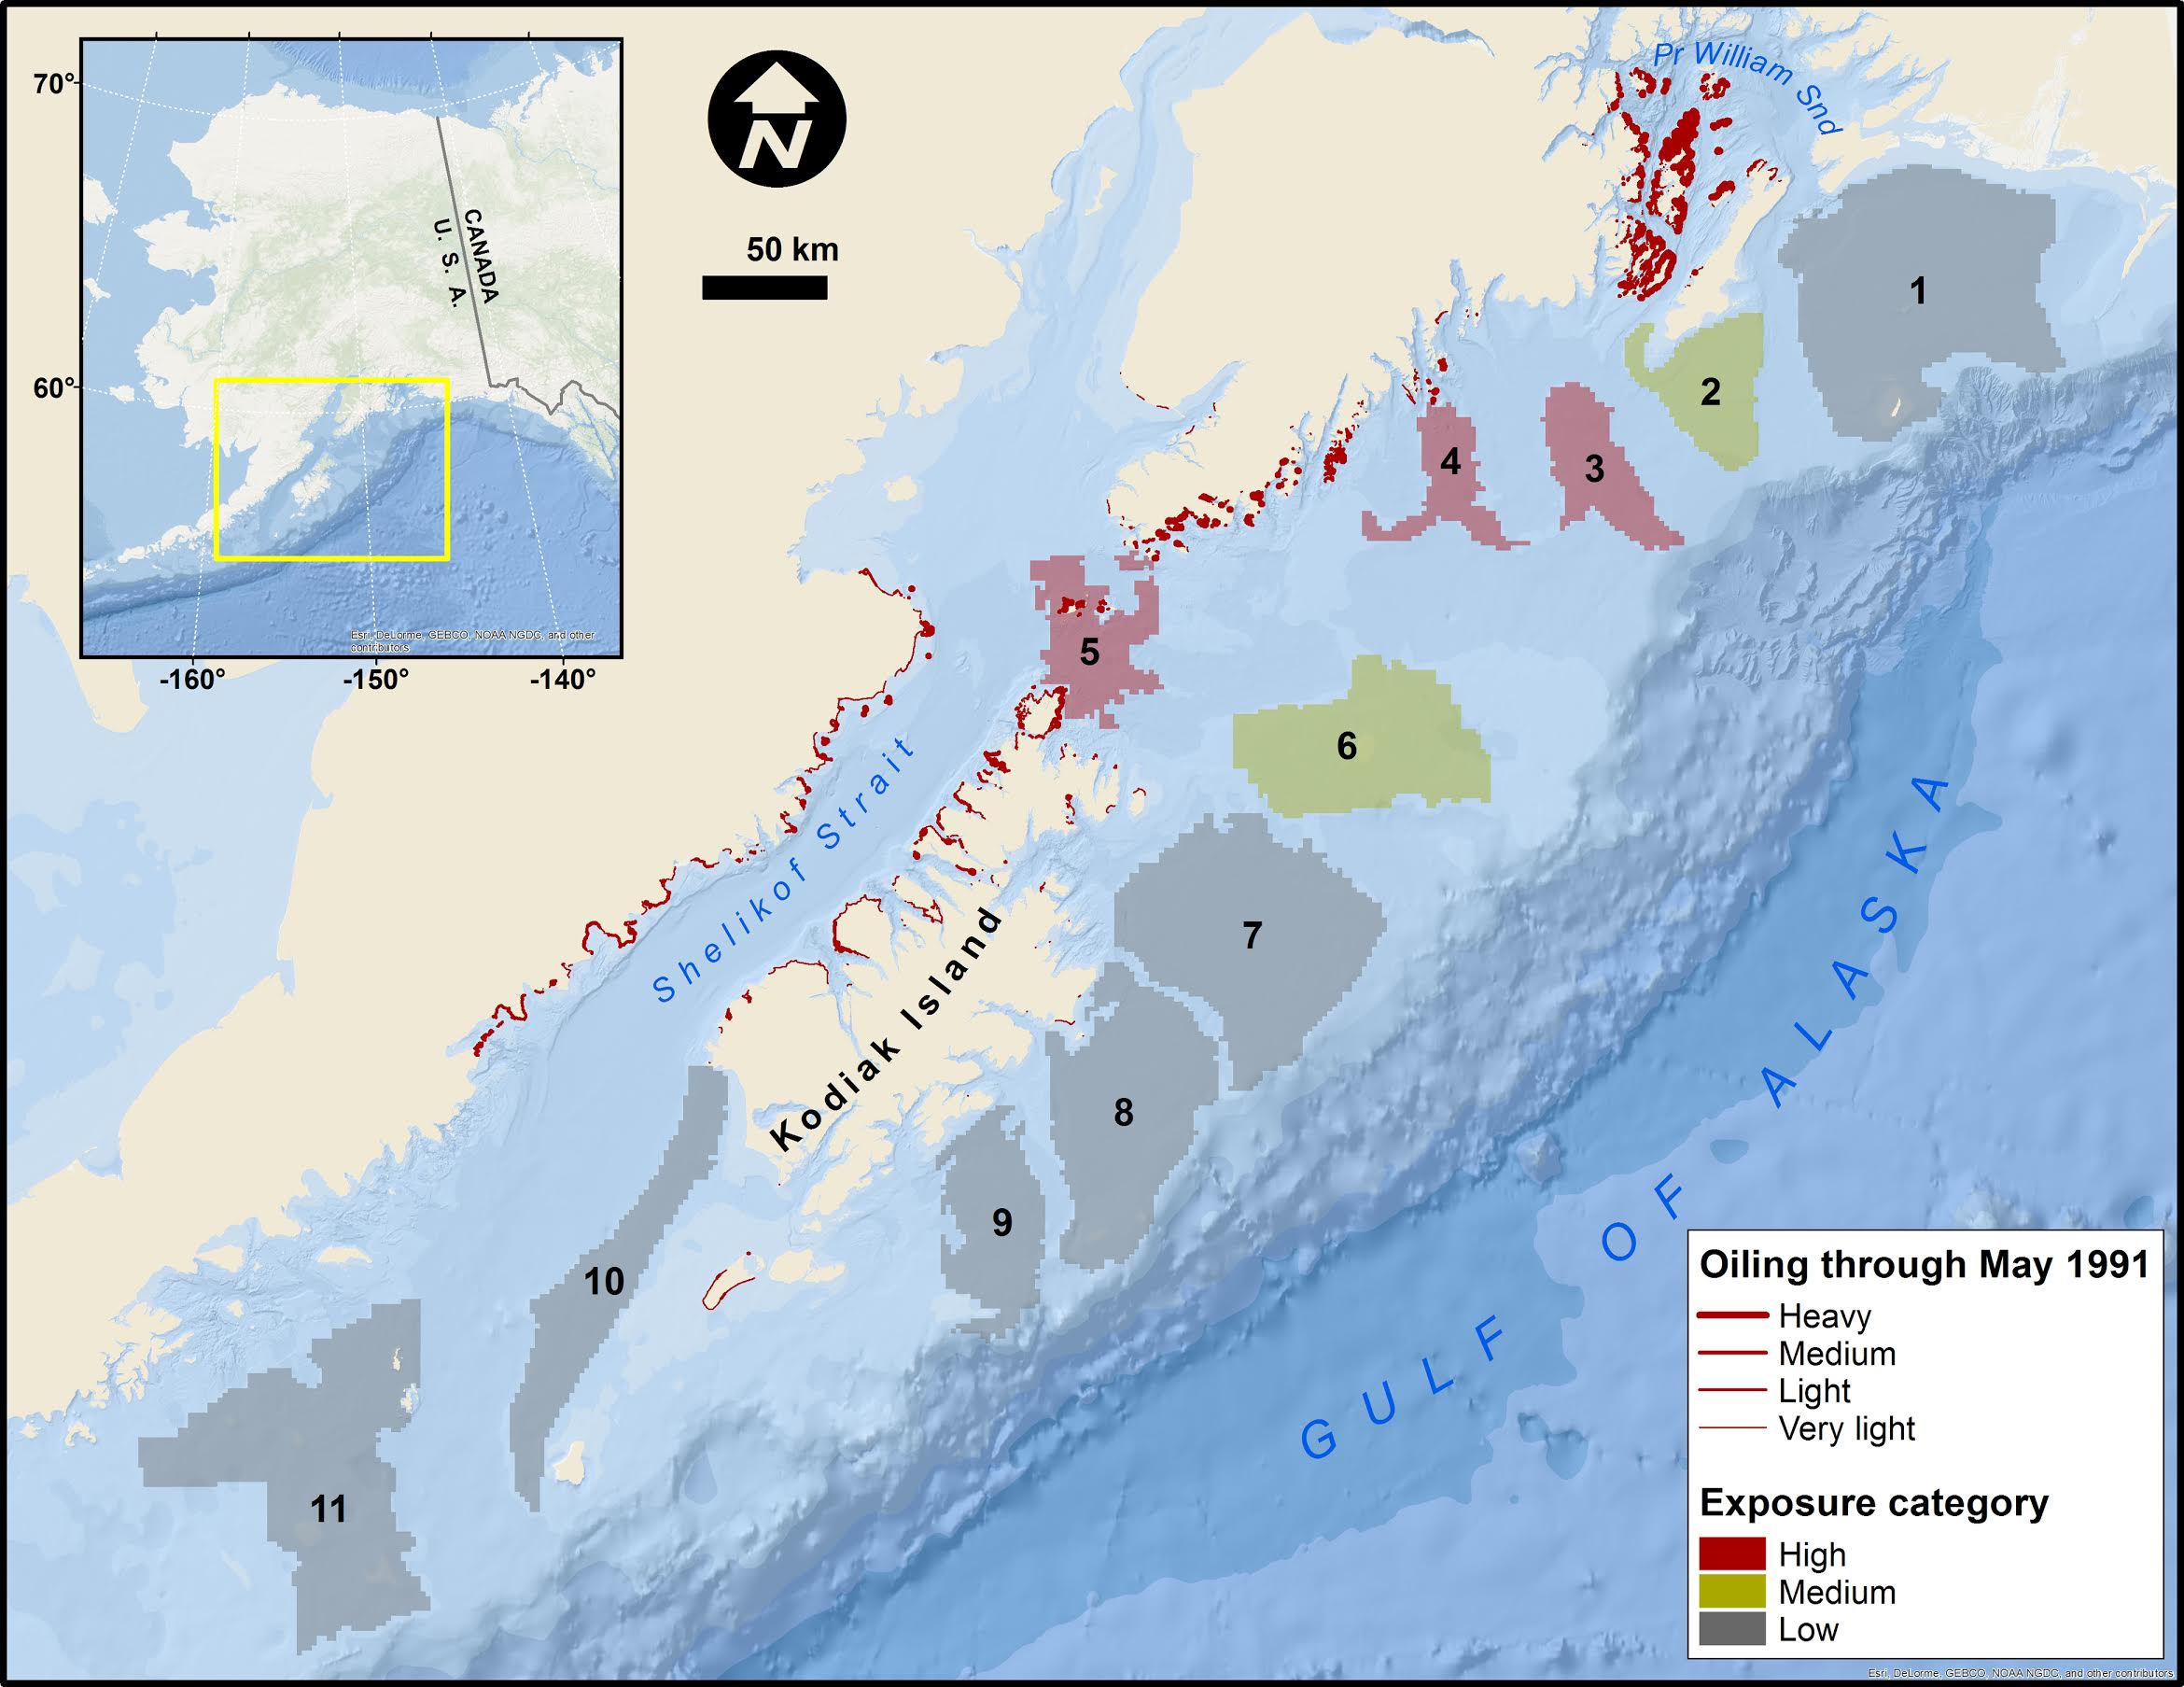 70°
60°
-160°
-150°
-140°
CANADA
U. S. A.
Esri, DeLorme, GEBCO, NOAA NGDC, and other
contributors
N
50 km
Pr William Snd
1
2
3
4
5
6
7
8
9
10
11
Shelikof Strait
Kodiak Island
GULF OF ALASKA
Oiling through May 1991
Heavy
Medium
Light
Very light
Exposure category
High
Medium
Low
Esri, DeLorme, GEBCO, NOAA NGDC, and other contributors